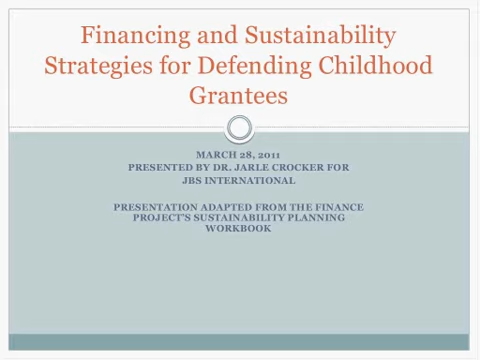 Financing and Sustainability
Strategies for Defending Childhood
Grantees
MARCH 28, 2011
PRESENTED BY DR. JARLE CROCKER FOR
JBS INTERNATIONAL
PRESENTATION ADAPTED FROM THE FINANCE
PROJECT'S SUSTAINABILITY PLANNING
WORKBOOK